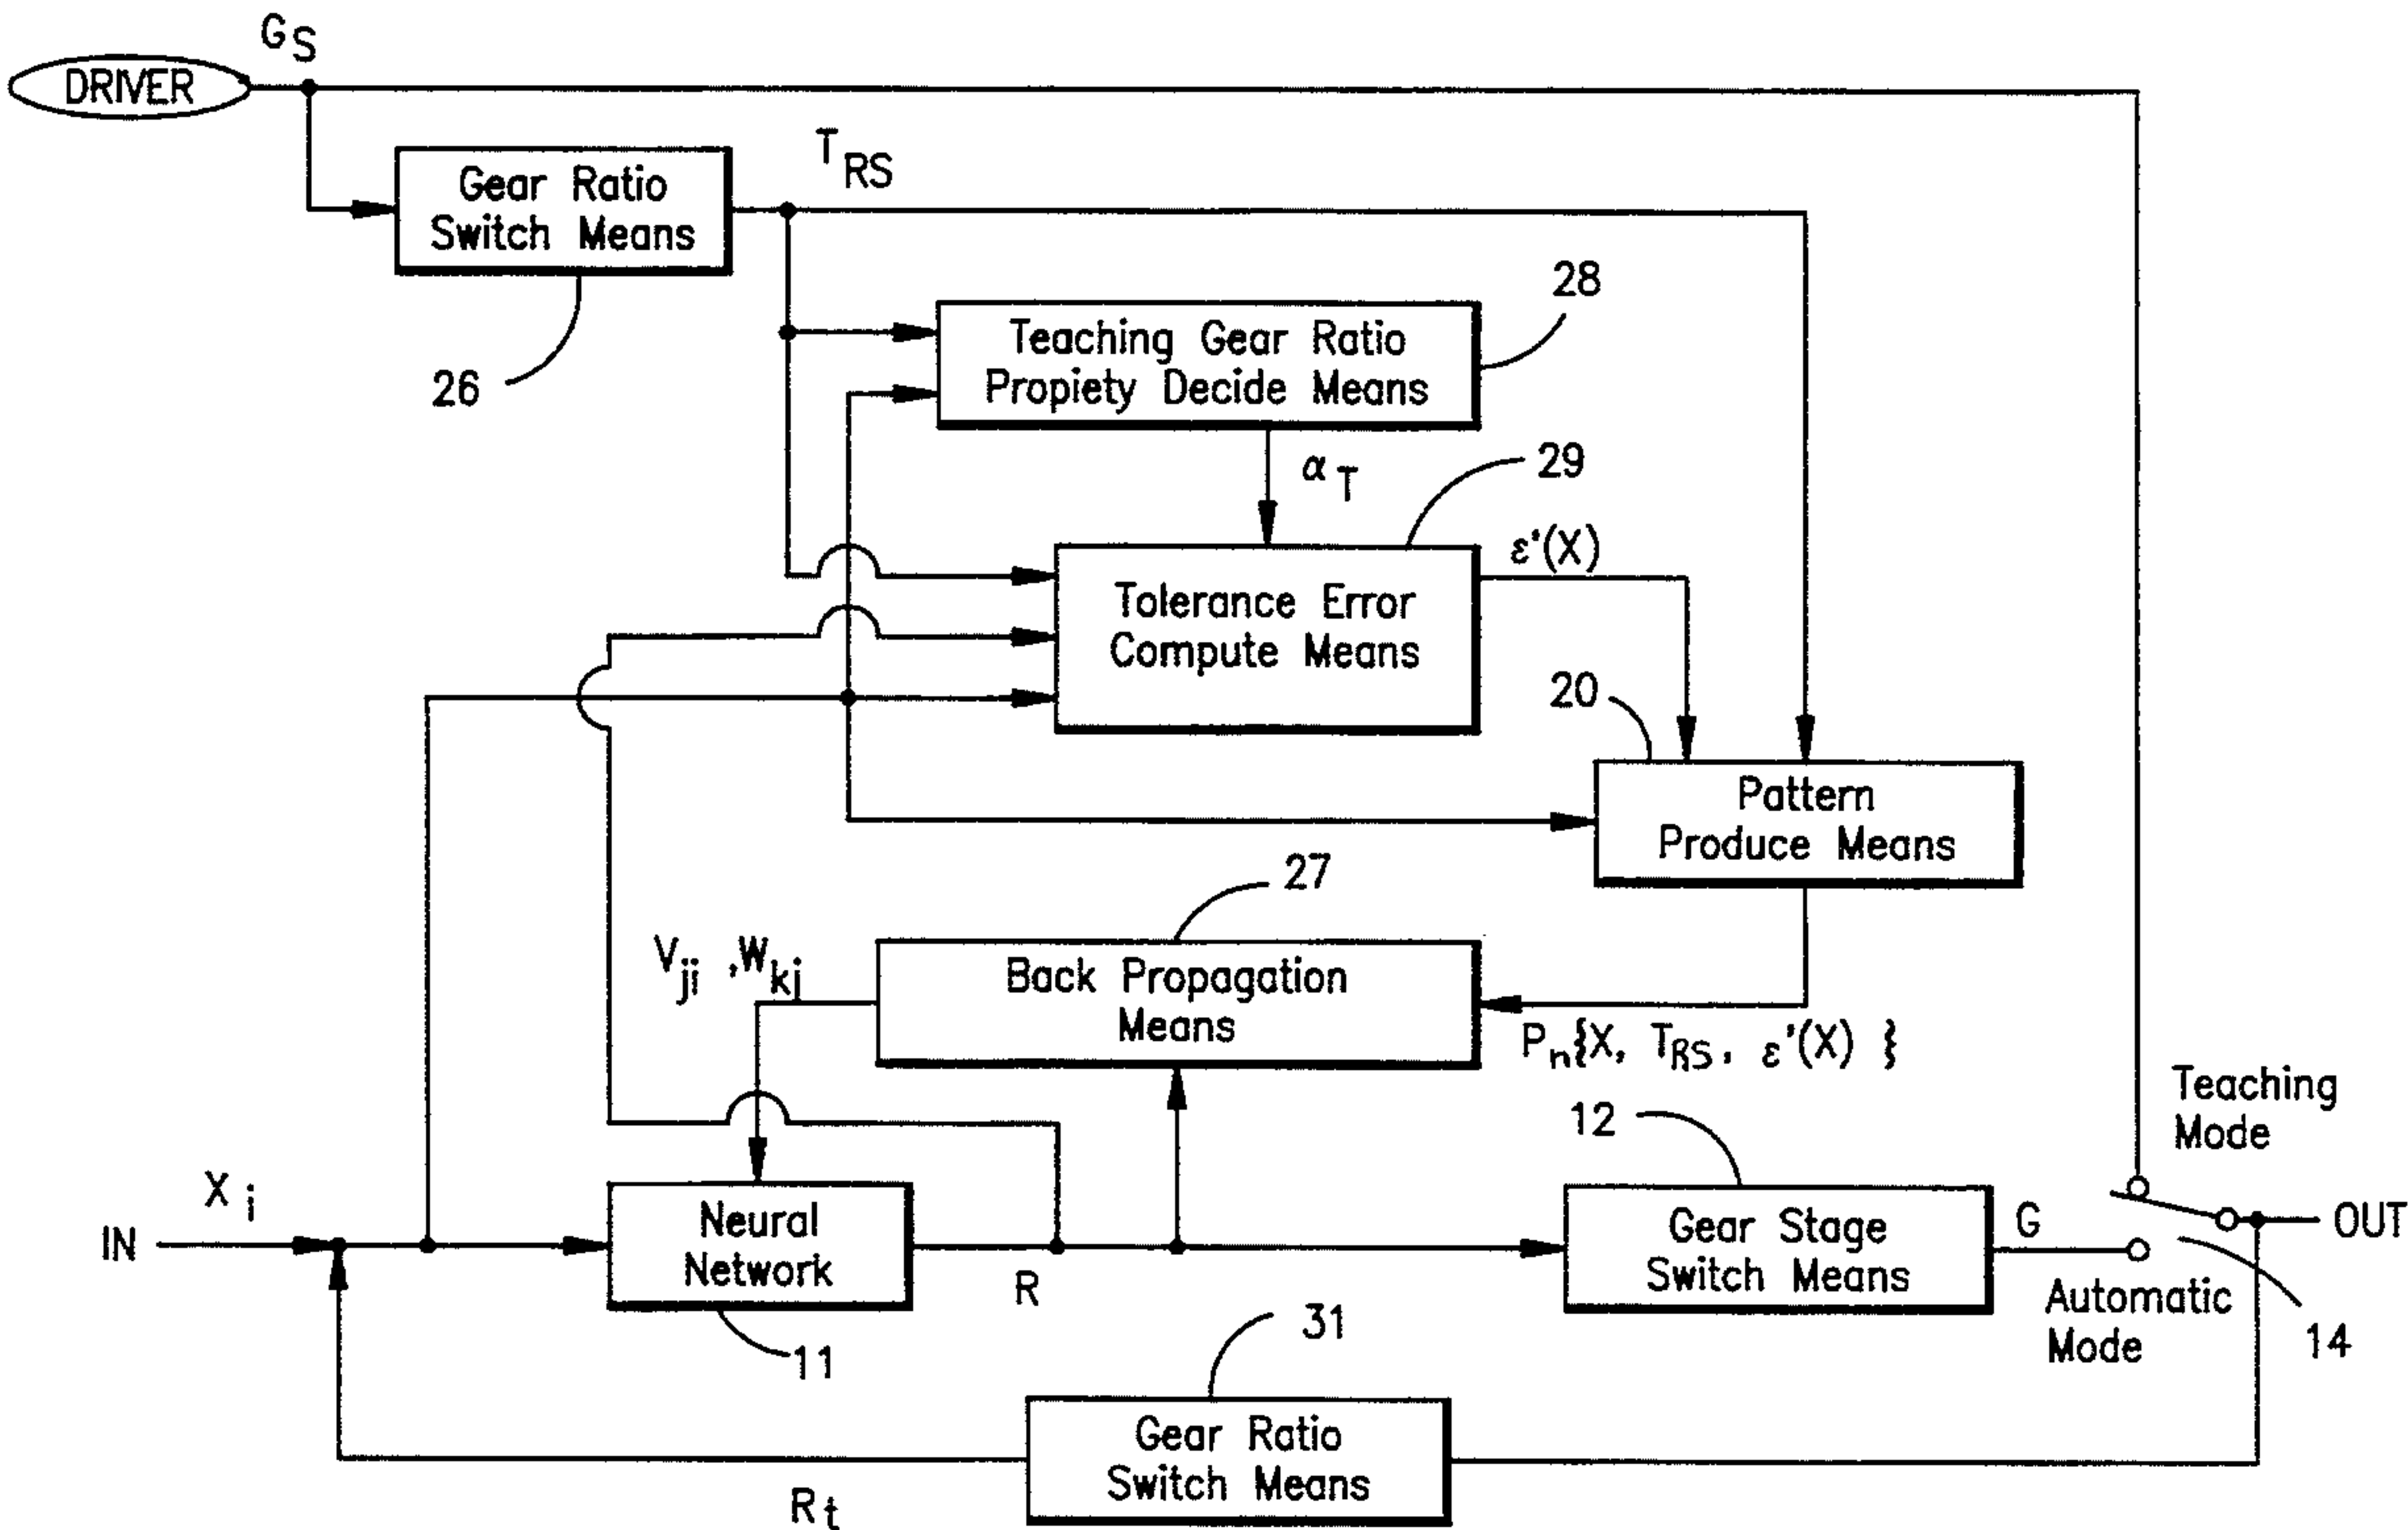 G S
DRIVER
T RS
Gear Ratio
Switch Means
26
28
Teaching Gear Ratio
Propiety Decide Means
α T
29
ε'(X)
Tolerance Error
Compute Means
20
Pattern
Produce Means
27
V ji , W kj
Back Propagation
Means
P n {X, T RS , ε'(X) }
Teaching
Mode
12
X i
IN
Neural
Network
R
11
Gear Stage
Switch Means
G
OUT
Automatic
Mode
14
31
Gear Ratio
Switch Means
R t